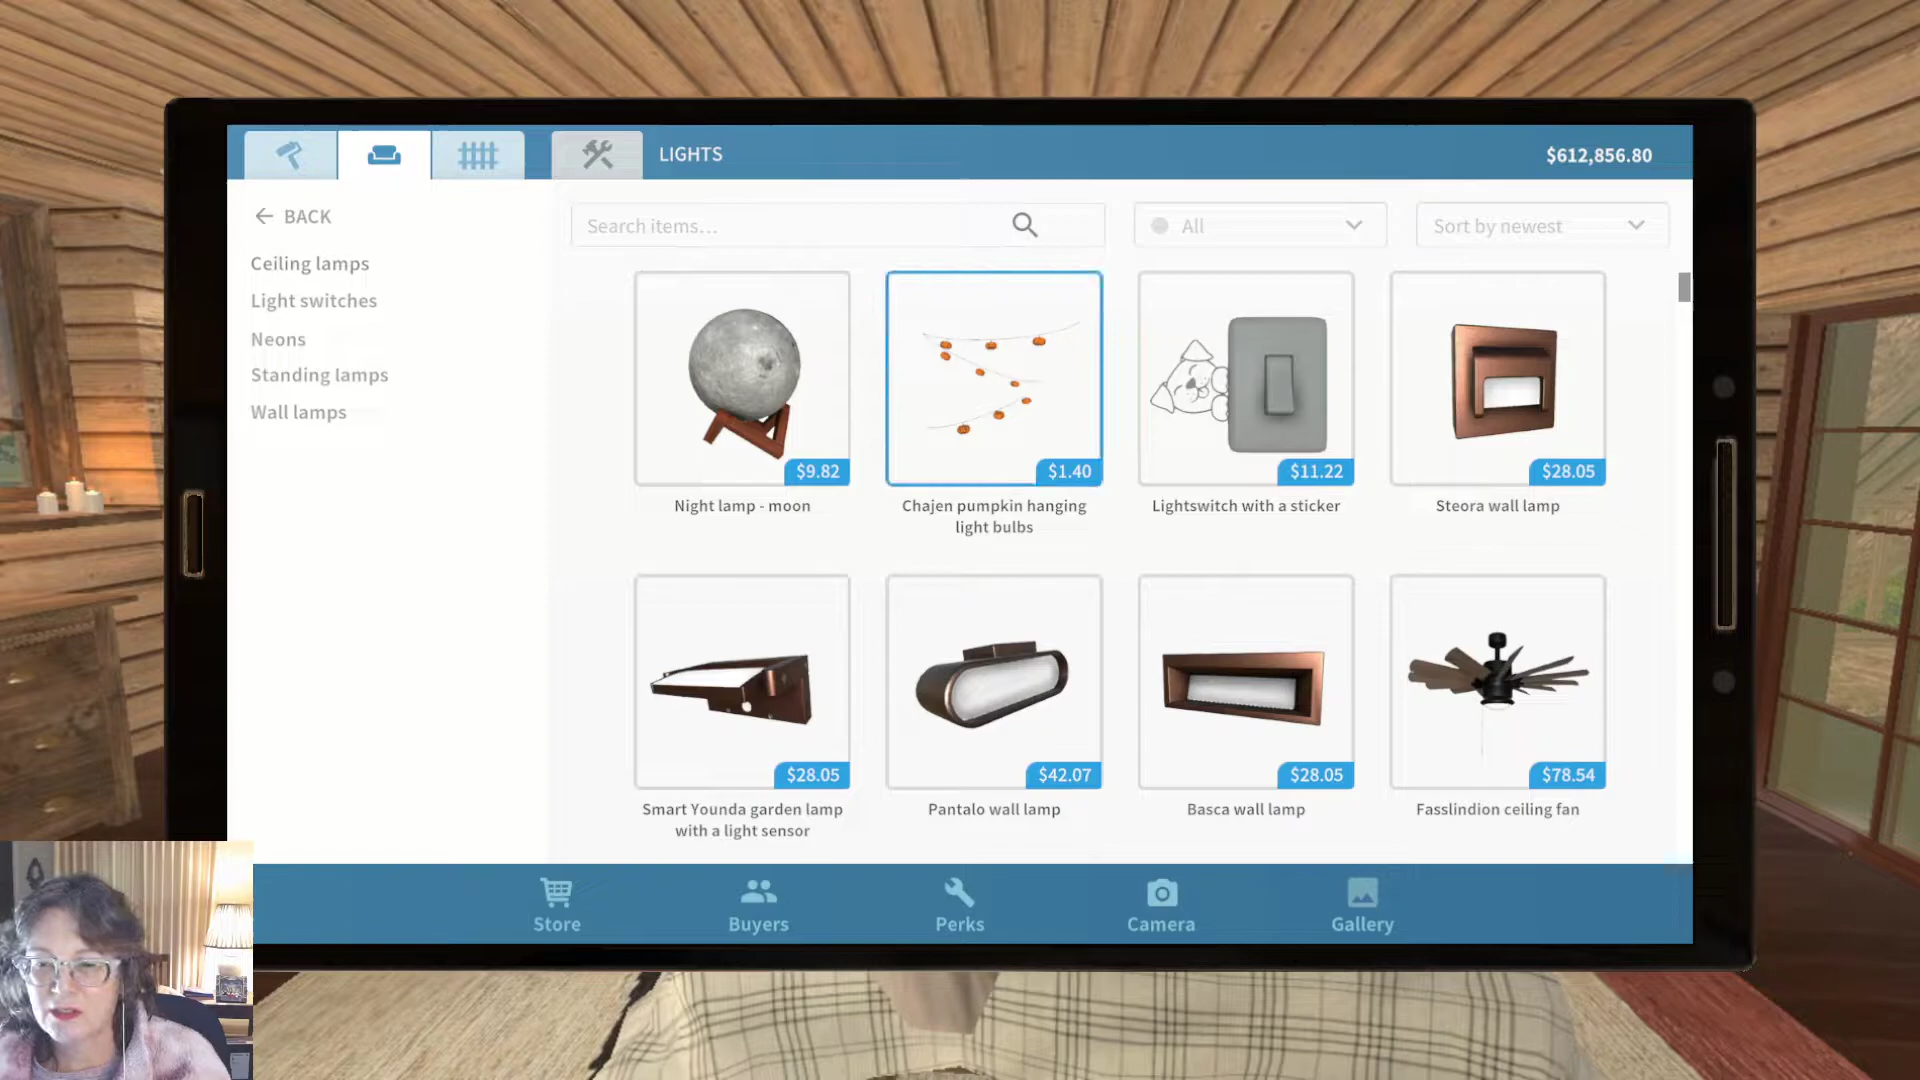 LIGHTS
$612,856.80
BACK
Search items...
All
Sort by newest
Ceiling lamps
Light switches
Neons
Standing lamps
Wall lamps
$9.82
$1.40
$11.22
$28.05
Night lamp - moon
Chajen pumpkin hanging
light bulbs
Lightswitch with a sticker
Steora wall lamp
$28.05
$42.07
$28.05
$78.54
Smart Younda garden lamp
with a light sensor
Pantalo wall lamp
Basca wall lamp
Fasslindion ceiling fan
Store
Buyers
Perks
Camera
Gallery